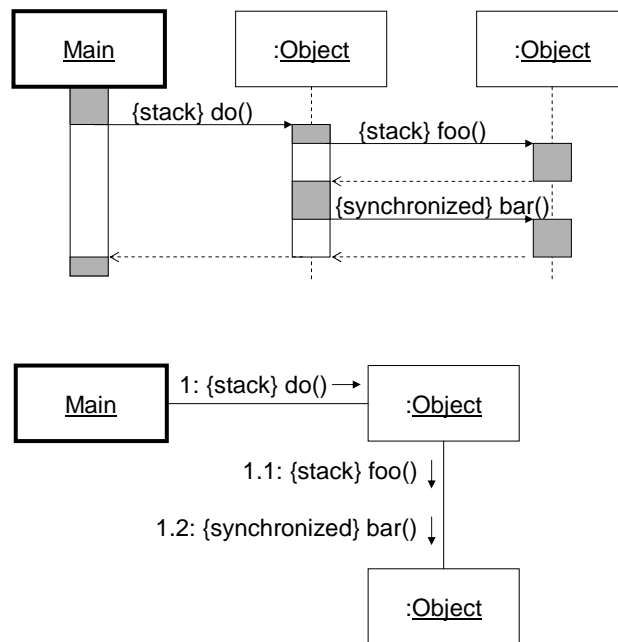 Main
:Object
:Object
{stack} do()
{stack} foo()
{synchronized} bar()
1: {stack} do()
Main
:Object
1.1: {stack} foo()
1.2: {synchronized} bar()
:Object